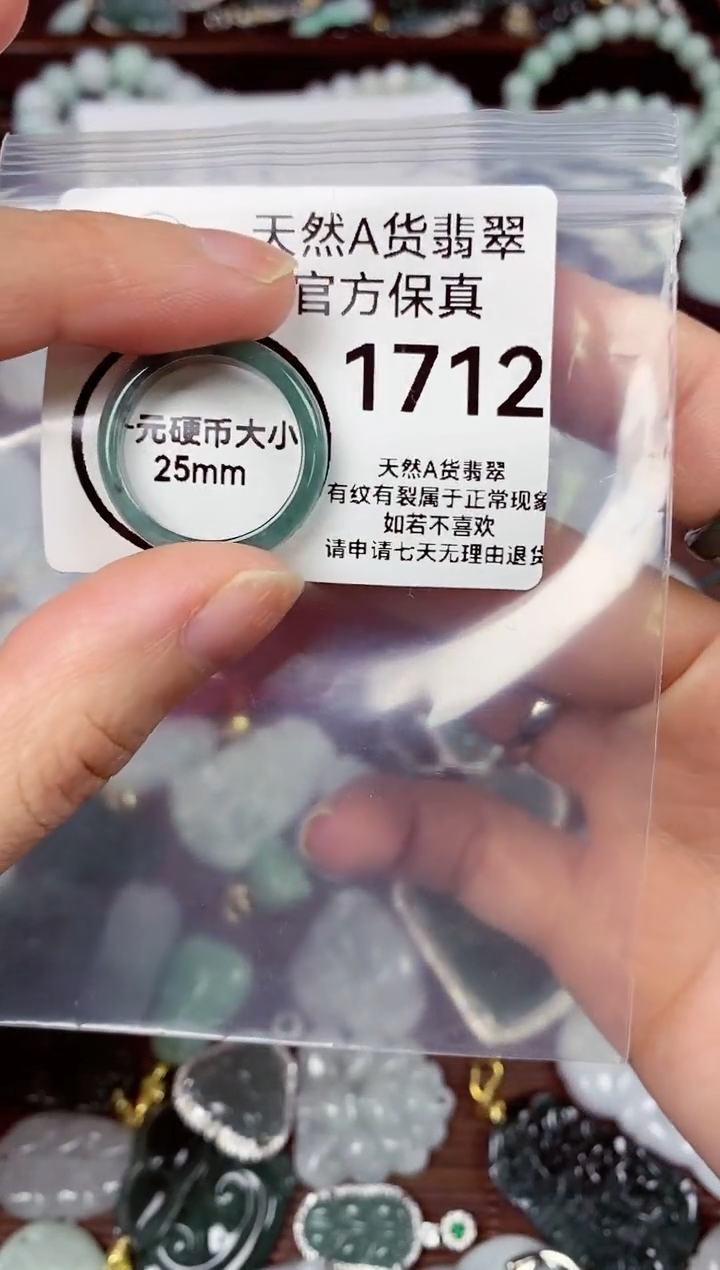 天然A货翡翠
官方保真
1712
一元硬币大小
25mm
天然A货翡翠
有纹有裂属于正常现象
如若不喜欢
请申请七天无理由退货